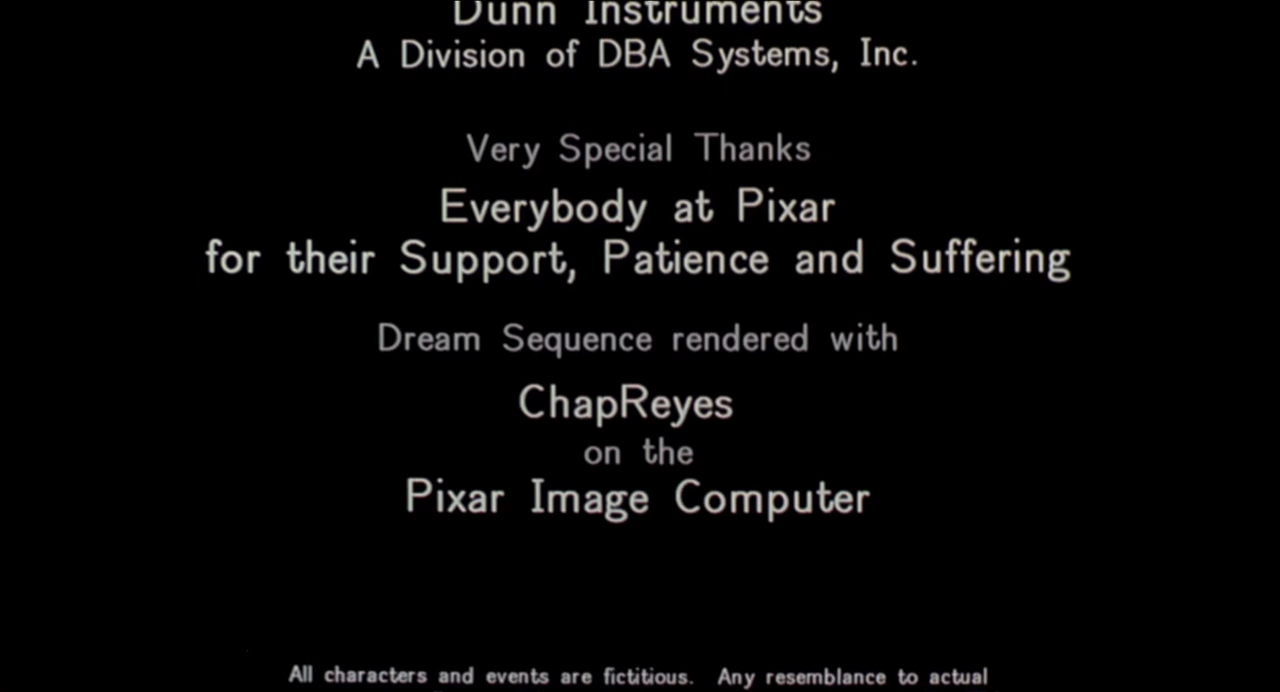 Dunn Instruments
A Division of DBA Systems, Inc.
Very Special Thanks
Everybody at Pixar
for their Support, Patience and Suffering
Dream Sequence rendered with
ChapReyes
on the
Pixar Image Computer
All characters and events are fictitious. Any resemblance to actual